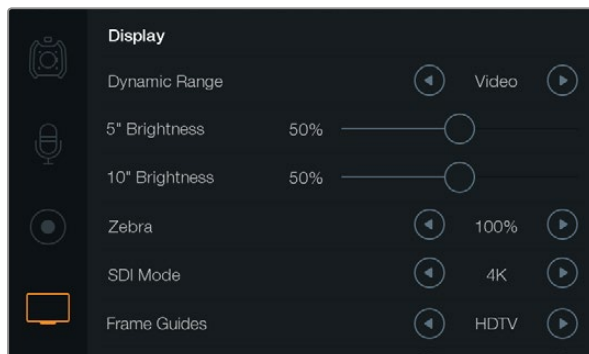 Display
Dynamic Range Video
5" Brightness 50%
10" Brightness 50%
Zebra 100%
SDI Mode 4K
Frame Guides HDTV